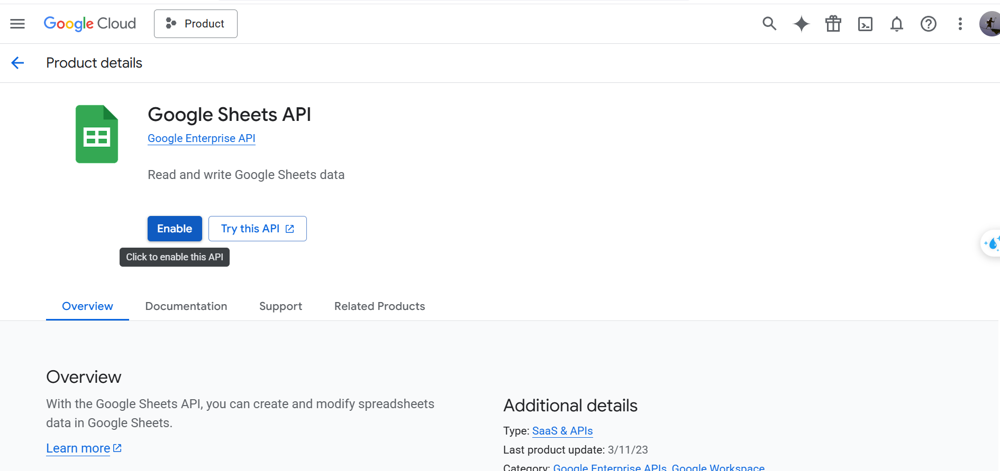 Google Cloud
Product
Product details
Google Sheets API
Google Enterprise API
Read and write Google Sheets data
Enable
Try this API
Click to enable this API
Overview
Documentation
Support
Related Products
Overview
With the Google Sheets API, you can create and modify spreadsheets
data in Google Sheets.
Learn more
Additional details
Type: SaaS & APIs
Last product update: 3/11/23
Category: Google Enterprise APIs, Google Workspace